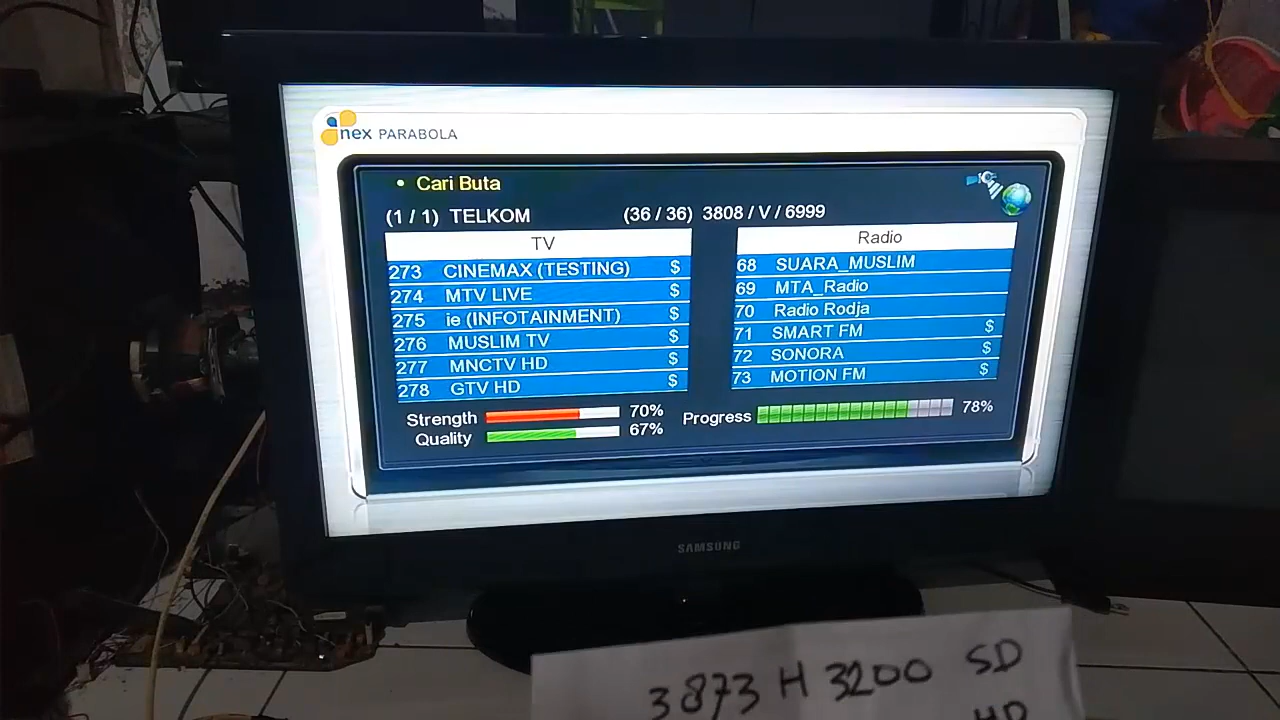 nex PARABOLA
• Cari Buta
(1 / 1) TELKOM (36 / 36) 3808 / V / 6999
TV
273 CINEMAX (TESTING) $
274 MTV LIVE $
275 ie (INFOTAINMENT) $
276 MUSLIM TV $
277 MNCTV HD $
278 GTV HD $
Radio
68 SUARA_MUSLIM
69 MTA_Radio
70 Radio Rodja
71 SMART FM $
72 SONORA $
73 MOTION FM $
Strength 70%
Quality 67%
Progress 78%
SAMSUNG
3873 H 3200 SD
HD